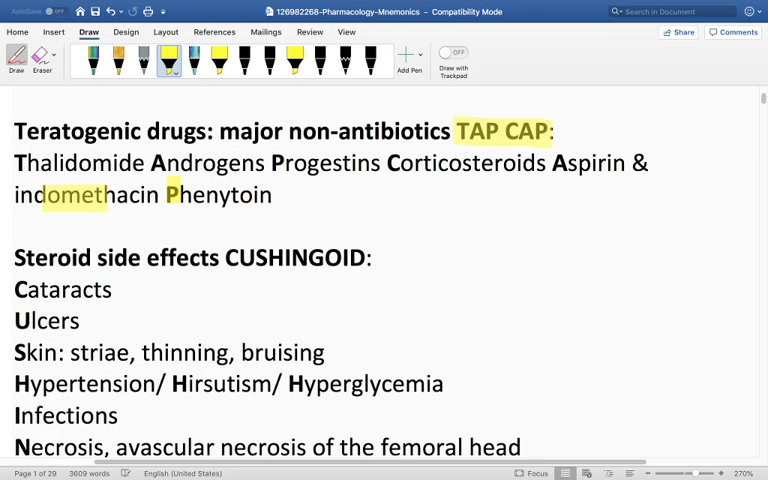 AutoSave OFF 126982268-Pharmacology-Mnemonics - Compatibility Mode Search in Document
Home Insert Draw Design Layout References Mailings Review View Share Comments
Draw Eraser Add Pen OFF Draw with Trackpad
Teratogenic drugs: major non-antibiotics TAP CAP:
Thalidomide Androgens Progestins Corticosteroids Aspirin &
indomethacin Phenytoin
Steroid side effects CUSHINGOID:
Cataracts
Ulcers
Skin: striae, thinning, bruising
Hypertension/ Hirsutism/ Hyperglycemia
Infections
Necrosis, avascular necrosis of the femoral head
Page 1 of 29 3609 words English (United States) Focus 270%